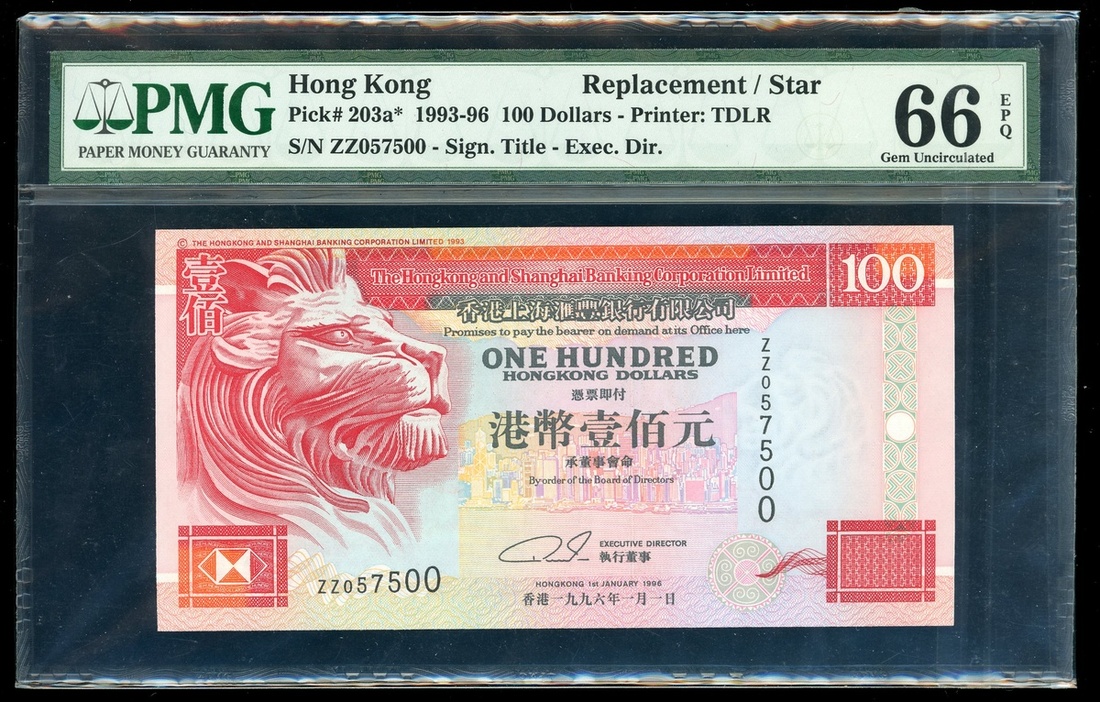 PMG
PAPER MONEY GUARANTY
Hong Kong Replacement / Star
Pick# 203a* 1993-96 100 Dollars - Printer: TDLR
S/N ZZ057500 - Sign. Title - Exec. Dir.
66
EPQ
Gem Uncirculated
© THE HONGKONG AND SHANGHAI BANKING CORPORATION LIMITED 1993
壹佰
The Hongkong and Shanghai Banking Corporation Limited
100
香港上海滙豐銀行有限公司
Promises to pay the bearer on demand at its Office here
ONE HUNDRED
HONGKONG DOLLARS
憑票即付
港幣壹佰元
承董事會命
By order of the Board of Directors
ZZ057500
EXECUTIVE DIRECTOR
執行董事
ZZ057500
HONGKONG 1st JANUARY 1996
香港一九九六年一月一日